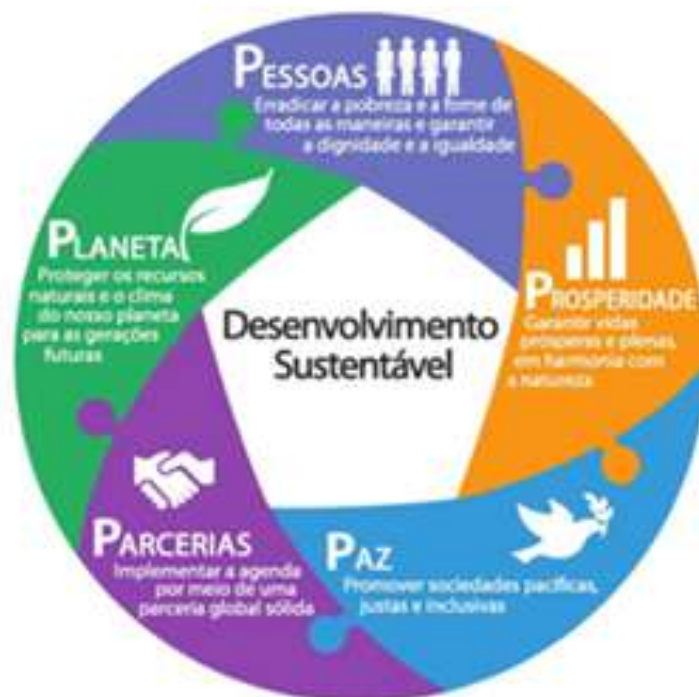 PESSOAS
Erradicar a pobreza e a fome de
todas as maneiras e garantir
a dignidade e a igualdade
PROSPERIDADE
Garantir vidas
prósperas e plenas,
em harmonia com
a natureza
PAZ
Promover sociedades pacíficas,
justas e inclusivas
PARCERIAS
Implementar a agenda
por meio de uma
parceria global sólida
PLANETA
Proteger os recursos
naturais e o clima
do nosso planeta
para as gerações
futuras
Desenvolvimento
Sustentável